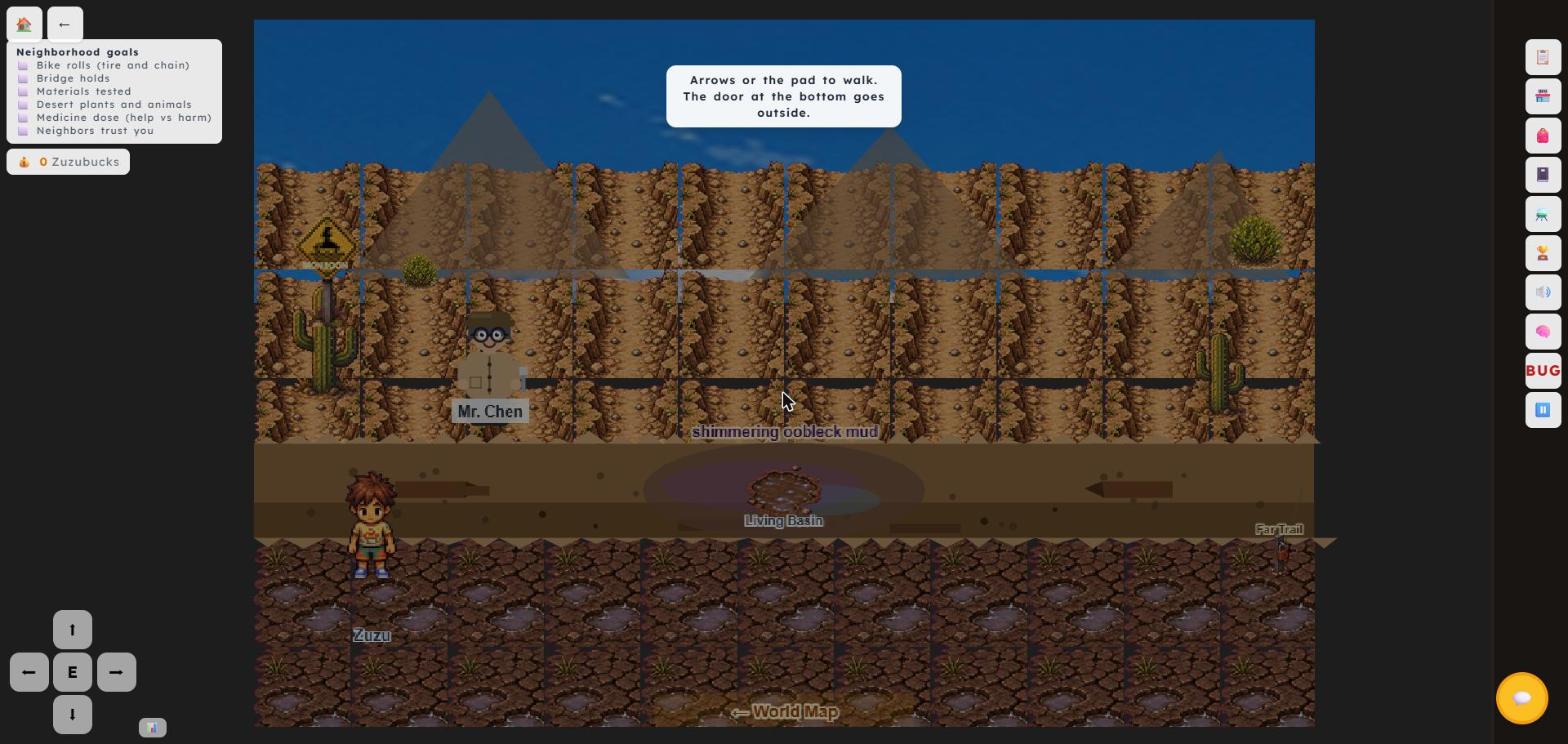 Neighborhood goals
Bike rolls (tire and chain)
Bridge holds
Materials tested
Desert plants and animals
Medicine dose (help vs harm)
Neighbors trust you
0 Zuzubucks
Arrows or the pad to walk.
The door at the bottom goes
outside.
MONSOON
Mr. Chen
shimmering oobleck mud
Living Basin
Far Trail
Zuzu
← World Map
E
BUG